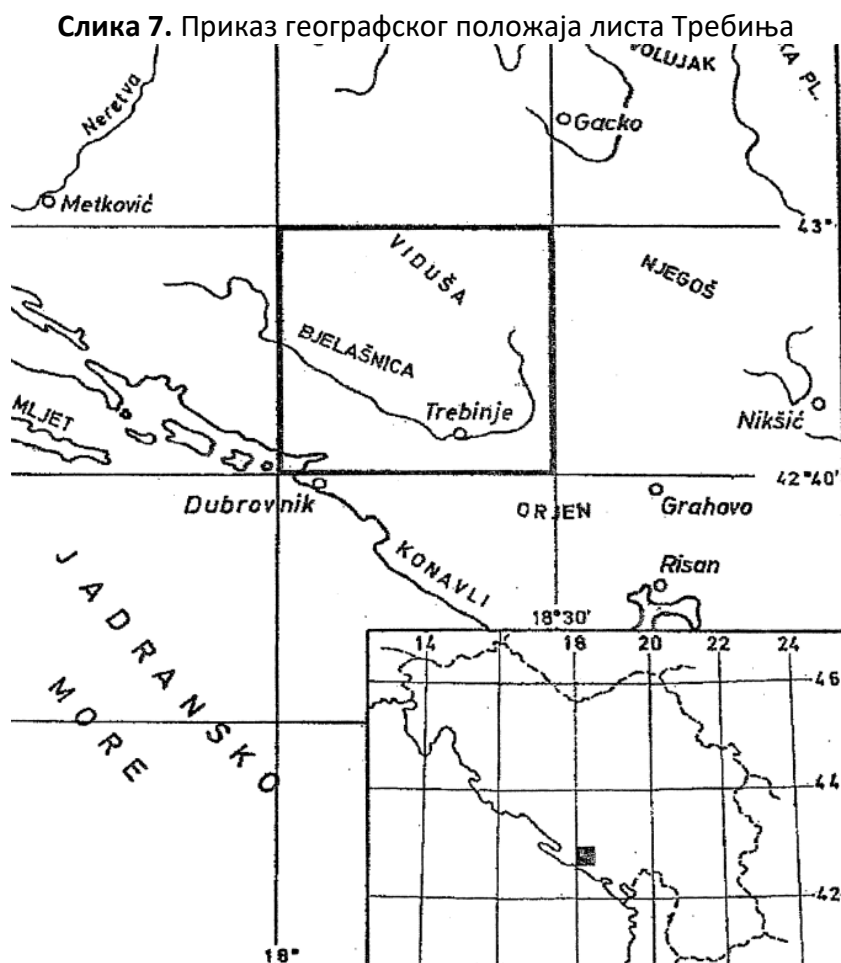 Слика 7. Приказ географског положаја листа Требиња
VOLUJAK
KA PL.
Neretva
Gacko
Metković
43°
VIDUŠA
NJEGOŠ
BJELAŠNICA
MLJET
Trebinje
Nikšić
42°40'
Dubrovnik
ORJEN
Grahovo
KONAVLI
Risan
JADRANSKO
MORE
18°30'
14 16 18 20 22 24
46
44
42
18°